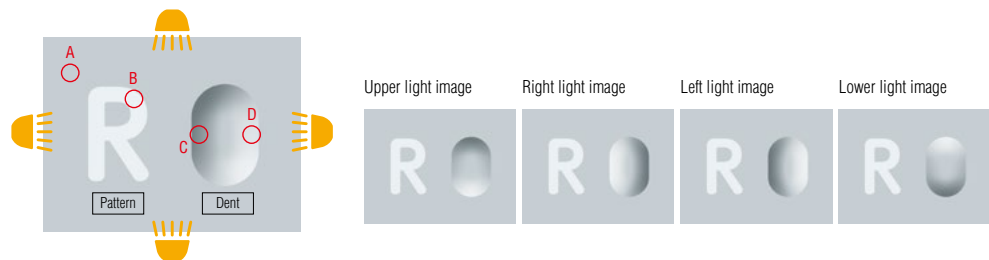 A
B
R
C
D
Pattern
Dent
Upper light image
R
Right light image
R
Left light image
R
Lower light image
R